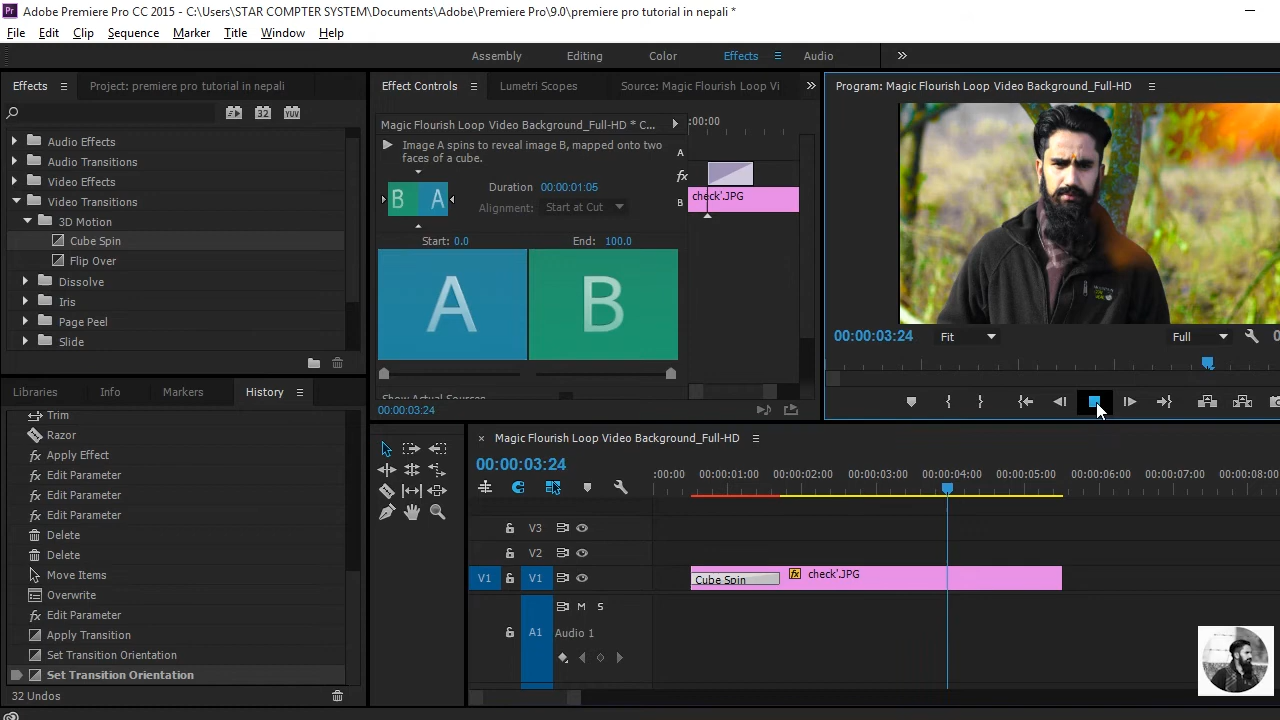 Adobe Premiere Pro CC 2015 - C:\Users\STAR COMPTER SYSTEM\Documents\Adobe\Premiere Pro\9.0\premiere pro tutorial in nepali *
File Edit Clip Sequence Marker Title Window Help
Assembly Editing Color Effects Audio
Effects Project: premiere pro tutorial in nepali
Effect Controls Lumetri Scopes Source: Magic Flourish Loop Vi
Program: Magic Flourish Loop Video Background_Full-HD
32 YUV
Magic Flourish Loop Video Background_Full-HD * C...
:00:00
Audio Effects
Audio Transitions
Video Effects
Video Transitions
3D Motion
Cube Spin
Flip Over
Dissolve
Iris
Page Peel
Slide
Image A spins to reveal image B, mapped onto two
faces of a cube.
B A
Duration 00:00:01:05
Alignment: Start at Cut
A
fx
B
check'.JPG
Start: 0.0 End: 100.0
A B
Show Actual Sources
00:00:03:24
00:00:03:24 Fit Full
Libraries Info Markers History
Trim
Razor
Apply Effect
Edit Parameter
Edit Parameter
Edit Parameter
Delete
Delete
Move Items
Overwrite
Edit Parameter
Apply Transition
Set Transition Orientation
Set Transition Orientation
32 Undos
× Magic Flourish Loop Video Background_Full-HD
00:00:03:24
:00:00 00:00:01:00 00:00:02:00 00:00:03:00 00:00:04:00 00:00:05:00 00:00:06:00 00:00:07:00 00:00:08:00
V3
V2
V1 V1
Cube Spin fx check'.JPG
M S
A1 Audio 1